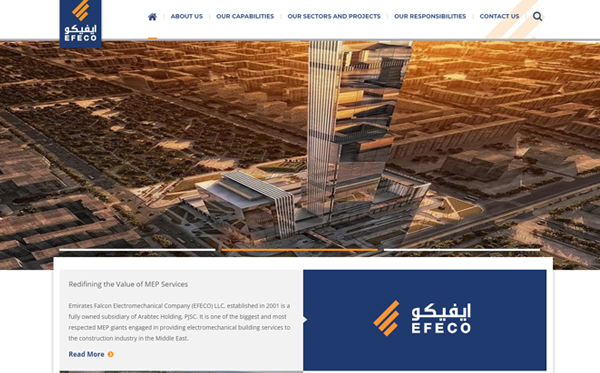 ايفيكو
EFECO
ABOUT US
OUR CAPABILITIES
OUR SECTORS AND PROJECTS
OUR RESPONSIBILITIES
CONTACT US
Redifining the Value of MEP Services
Emirates Falcon Electromechanical Company (EFECO) LLC, established in 2001 is a
fully owned subsidiary of Arabtec Holding, PJSC. It is one of the biggest and most
respected MEP giants engaged in providing electromechanical building services to
the construction industry in the Middle East.
Read More
ايفيكو
EFECO